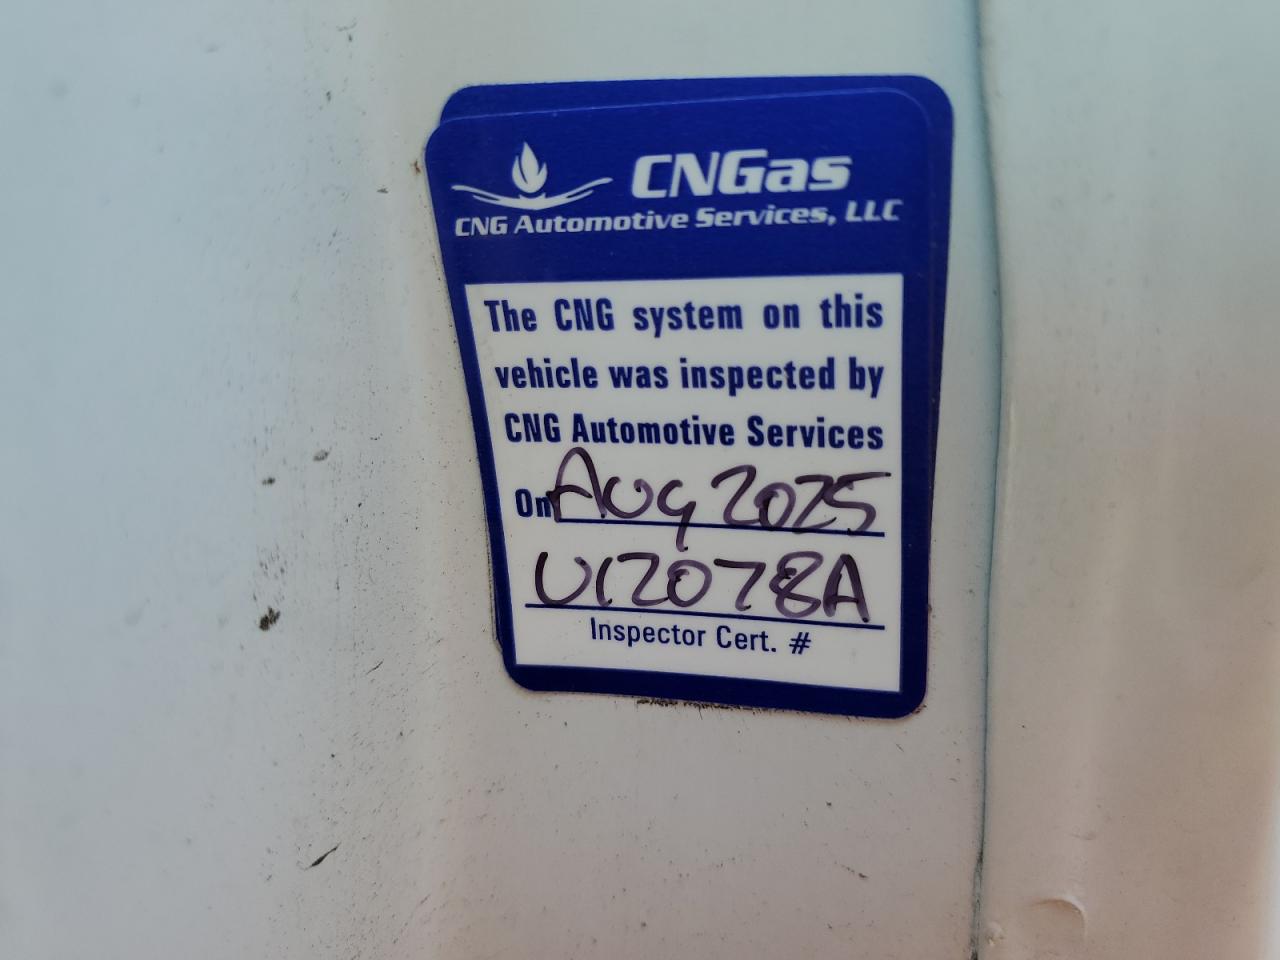 CNGas
CNG Automotive Services, LLC
The CNG system on this
vehicle was inspected by
CNG Automotive Services
On Aug 2025
U12078A
Inspector Cert. #